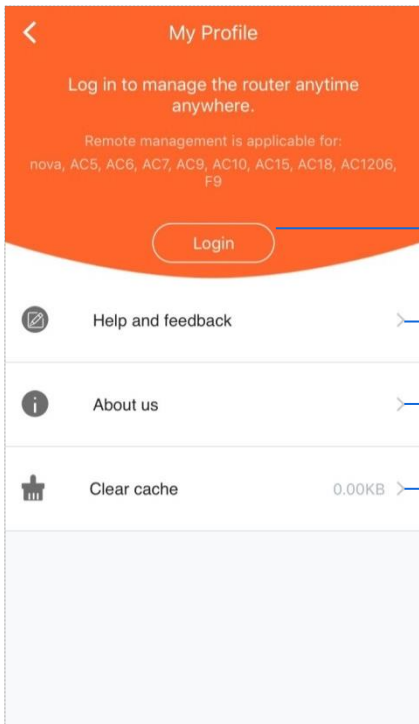 My Profile
Log in to manage the router anytime
anywhere.
Remote management is applicable for:
nova, AC5, AC6, AC7, AC9, AC10, AC15, AC18, AC1206,
F9
Login
Help and feedback
About us
Clear cache 0.00KB